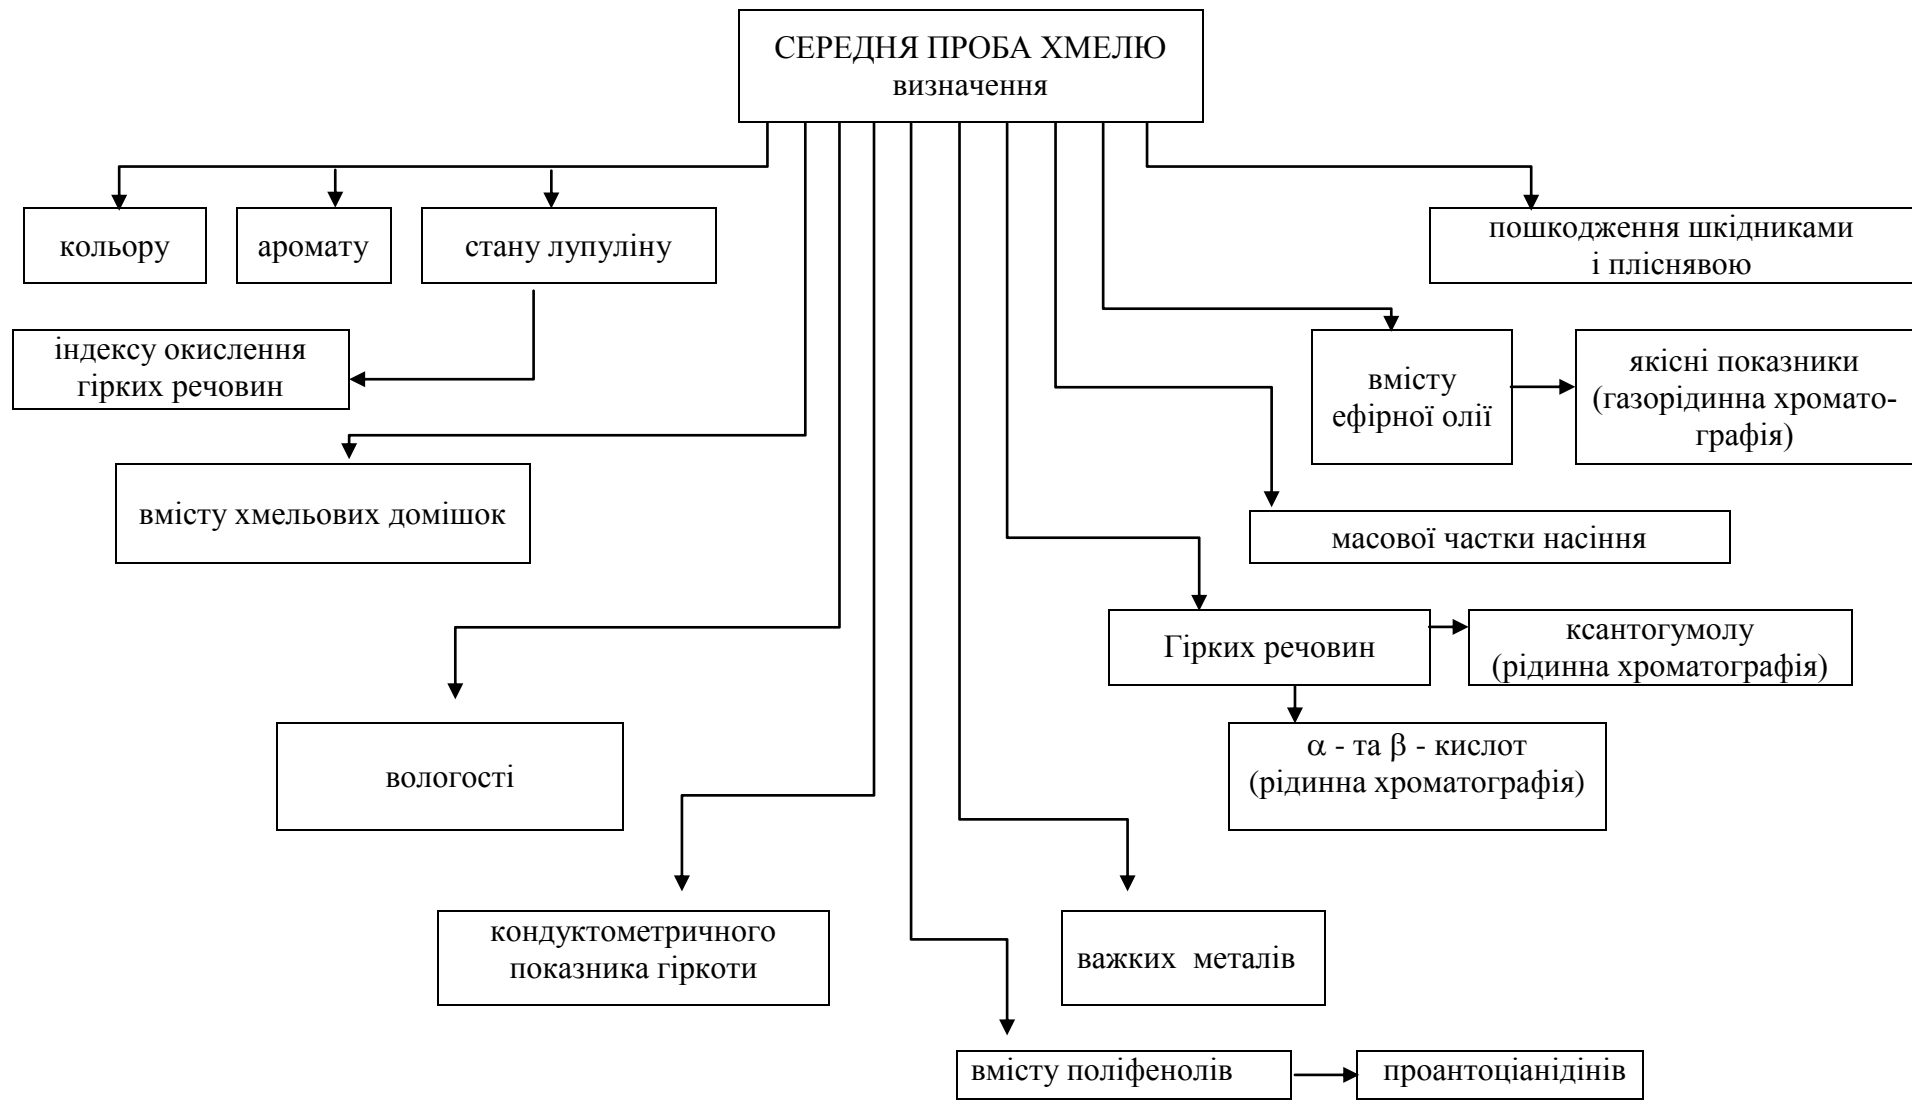 СЕРЕДНЯ ПРОБА ХМЕЛЮ
визначення
кольору
аромату
стану лупуліну
пошкодження шкідниками
і пліснявою
індексу окислення
гірких речовин
вмісту
ефірної олії
якісні показники
(газорідинна хромато-
графія)
вмісту хмельових домішок
масової частки насіння
Гірких речовин
ксантогумолу
(рідинна хроматографія)
α - та β - кислот
(рідинна хроматографія)
вологості
кондуктометричного
показника гіркоти
важких  металів
вмісту поліфенолів
проантоціанідінів